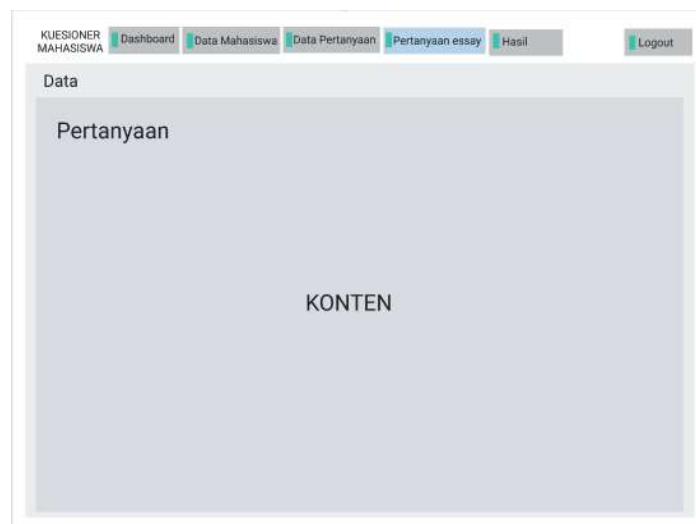 KUESIONER
MAHASISWA
Dashboard
Data Mahasiswa
Data Pertanyaan
Pertanyaan essay
Hasil
Logout
Data
Pertanyaan
KONTEN